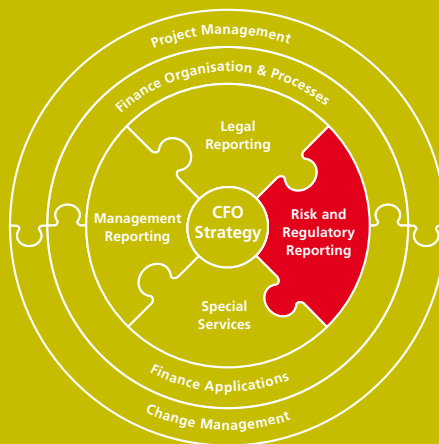 Project Management
Finance Organisation & Processes
Legal
Reporting
Management
Reporting
CFO
Strategy
Risk and
Regulatory
Reporting
Special
Services
Finance Applications
Change Management